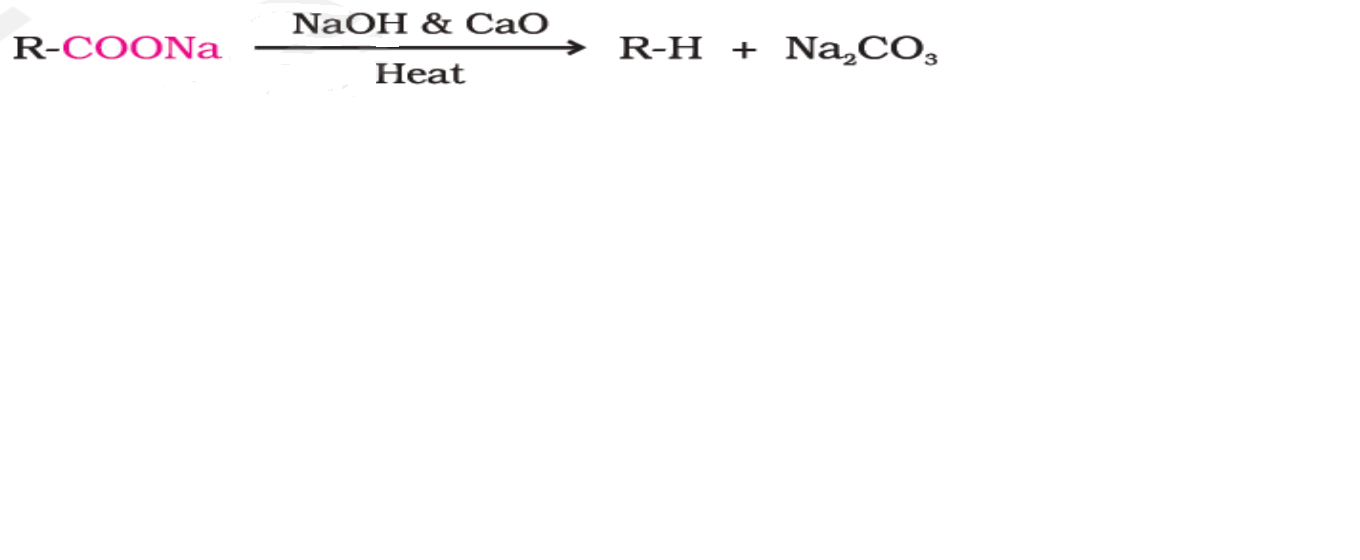 NaOH & CaO
R-COONa → R-H + Na₂CO₃
Heat